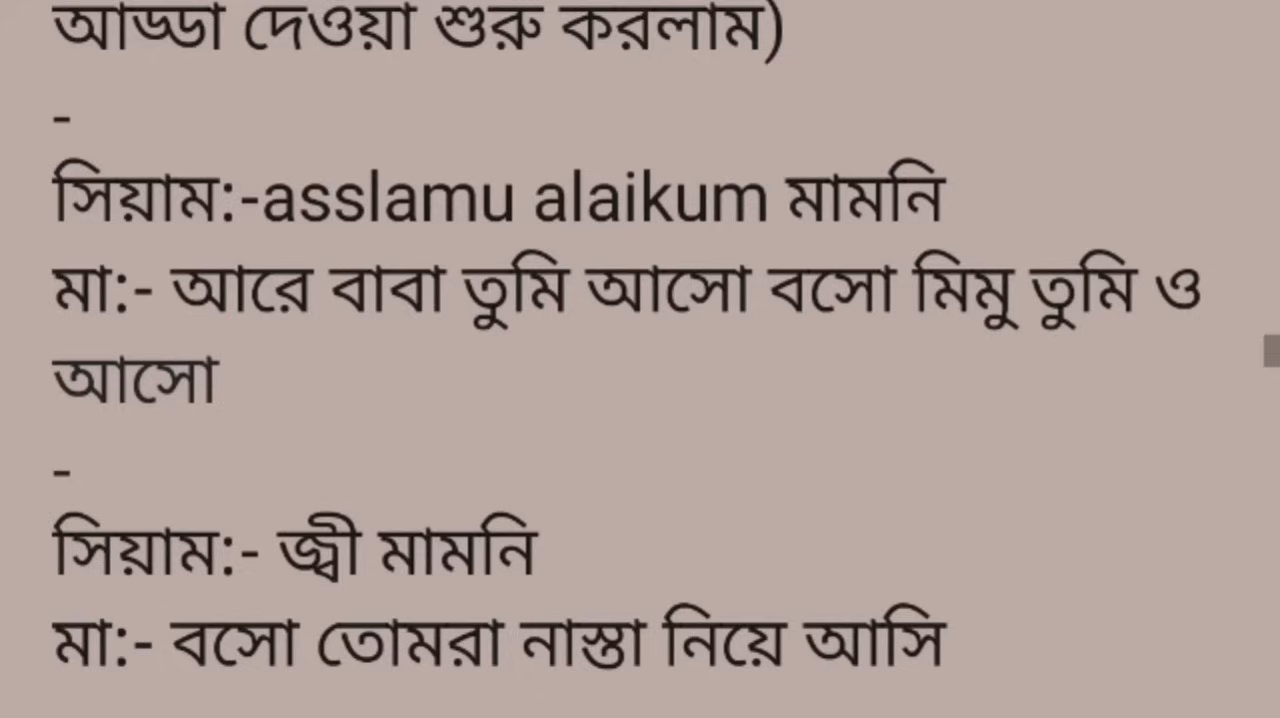 আড্ডা দেওয়া শুরু করলাম)
-
সিয়াম:-asslamu alaikum মামনি
মা:- আরে বাবা তুমি আসো বসো মিমু তুমি ও
আসো
-
সিয়াম:- জ্বী মামনি
মা:- বসো তোমরা নাস্তা নিয়ে আসি